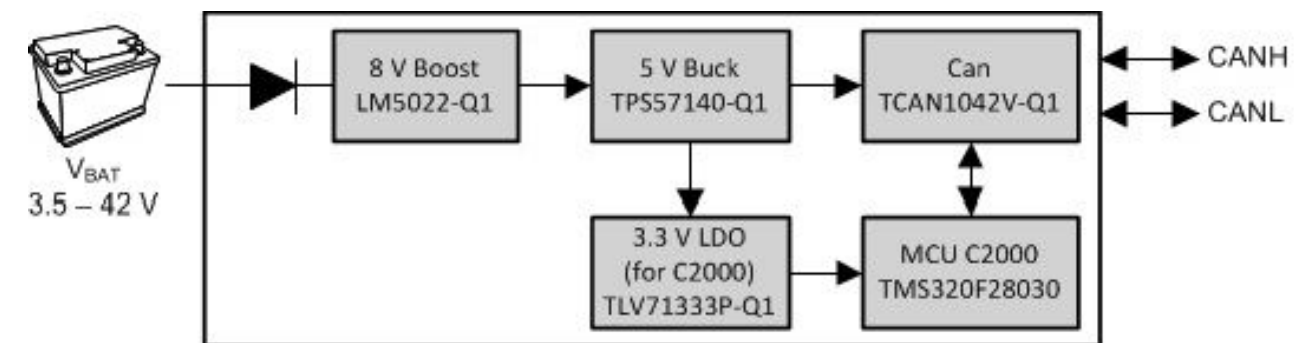 8 V Boost
LM5022-Q1
5 V Buck
TPS57140-Q1
Can
TCAN1042V-Q1
CANH
CANL
VBAT
3.5 – 42 V
3.3 V LDO
(for C2000)
TLV71333P-Q1
MCU C2000
TMS320F28030